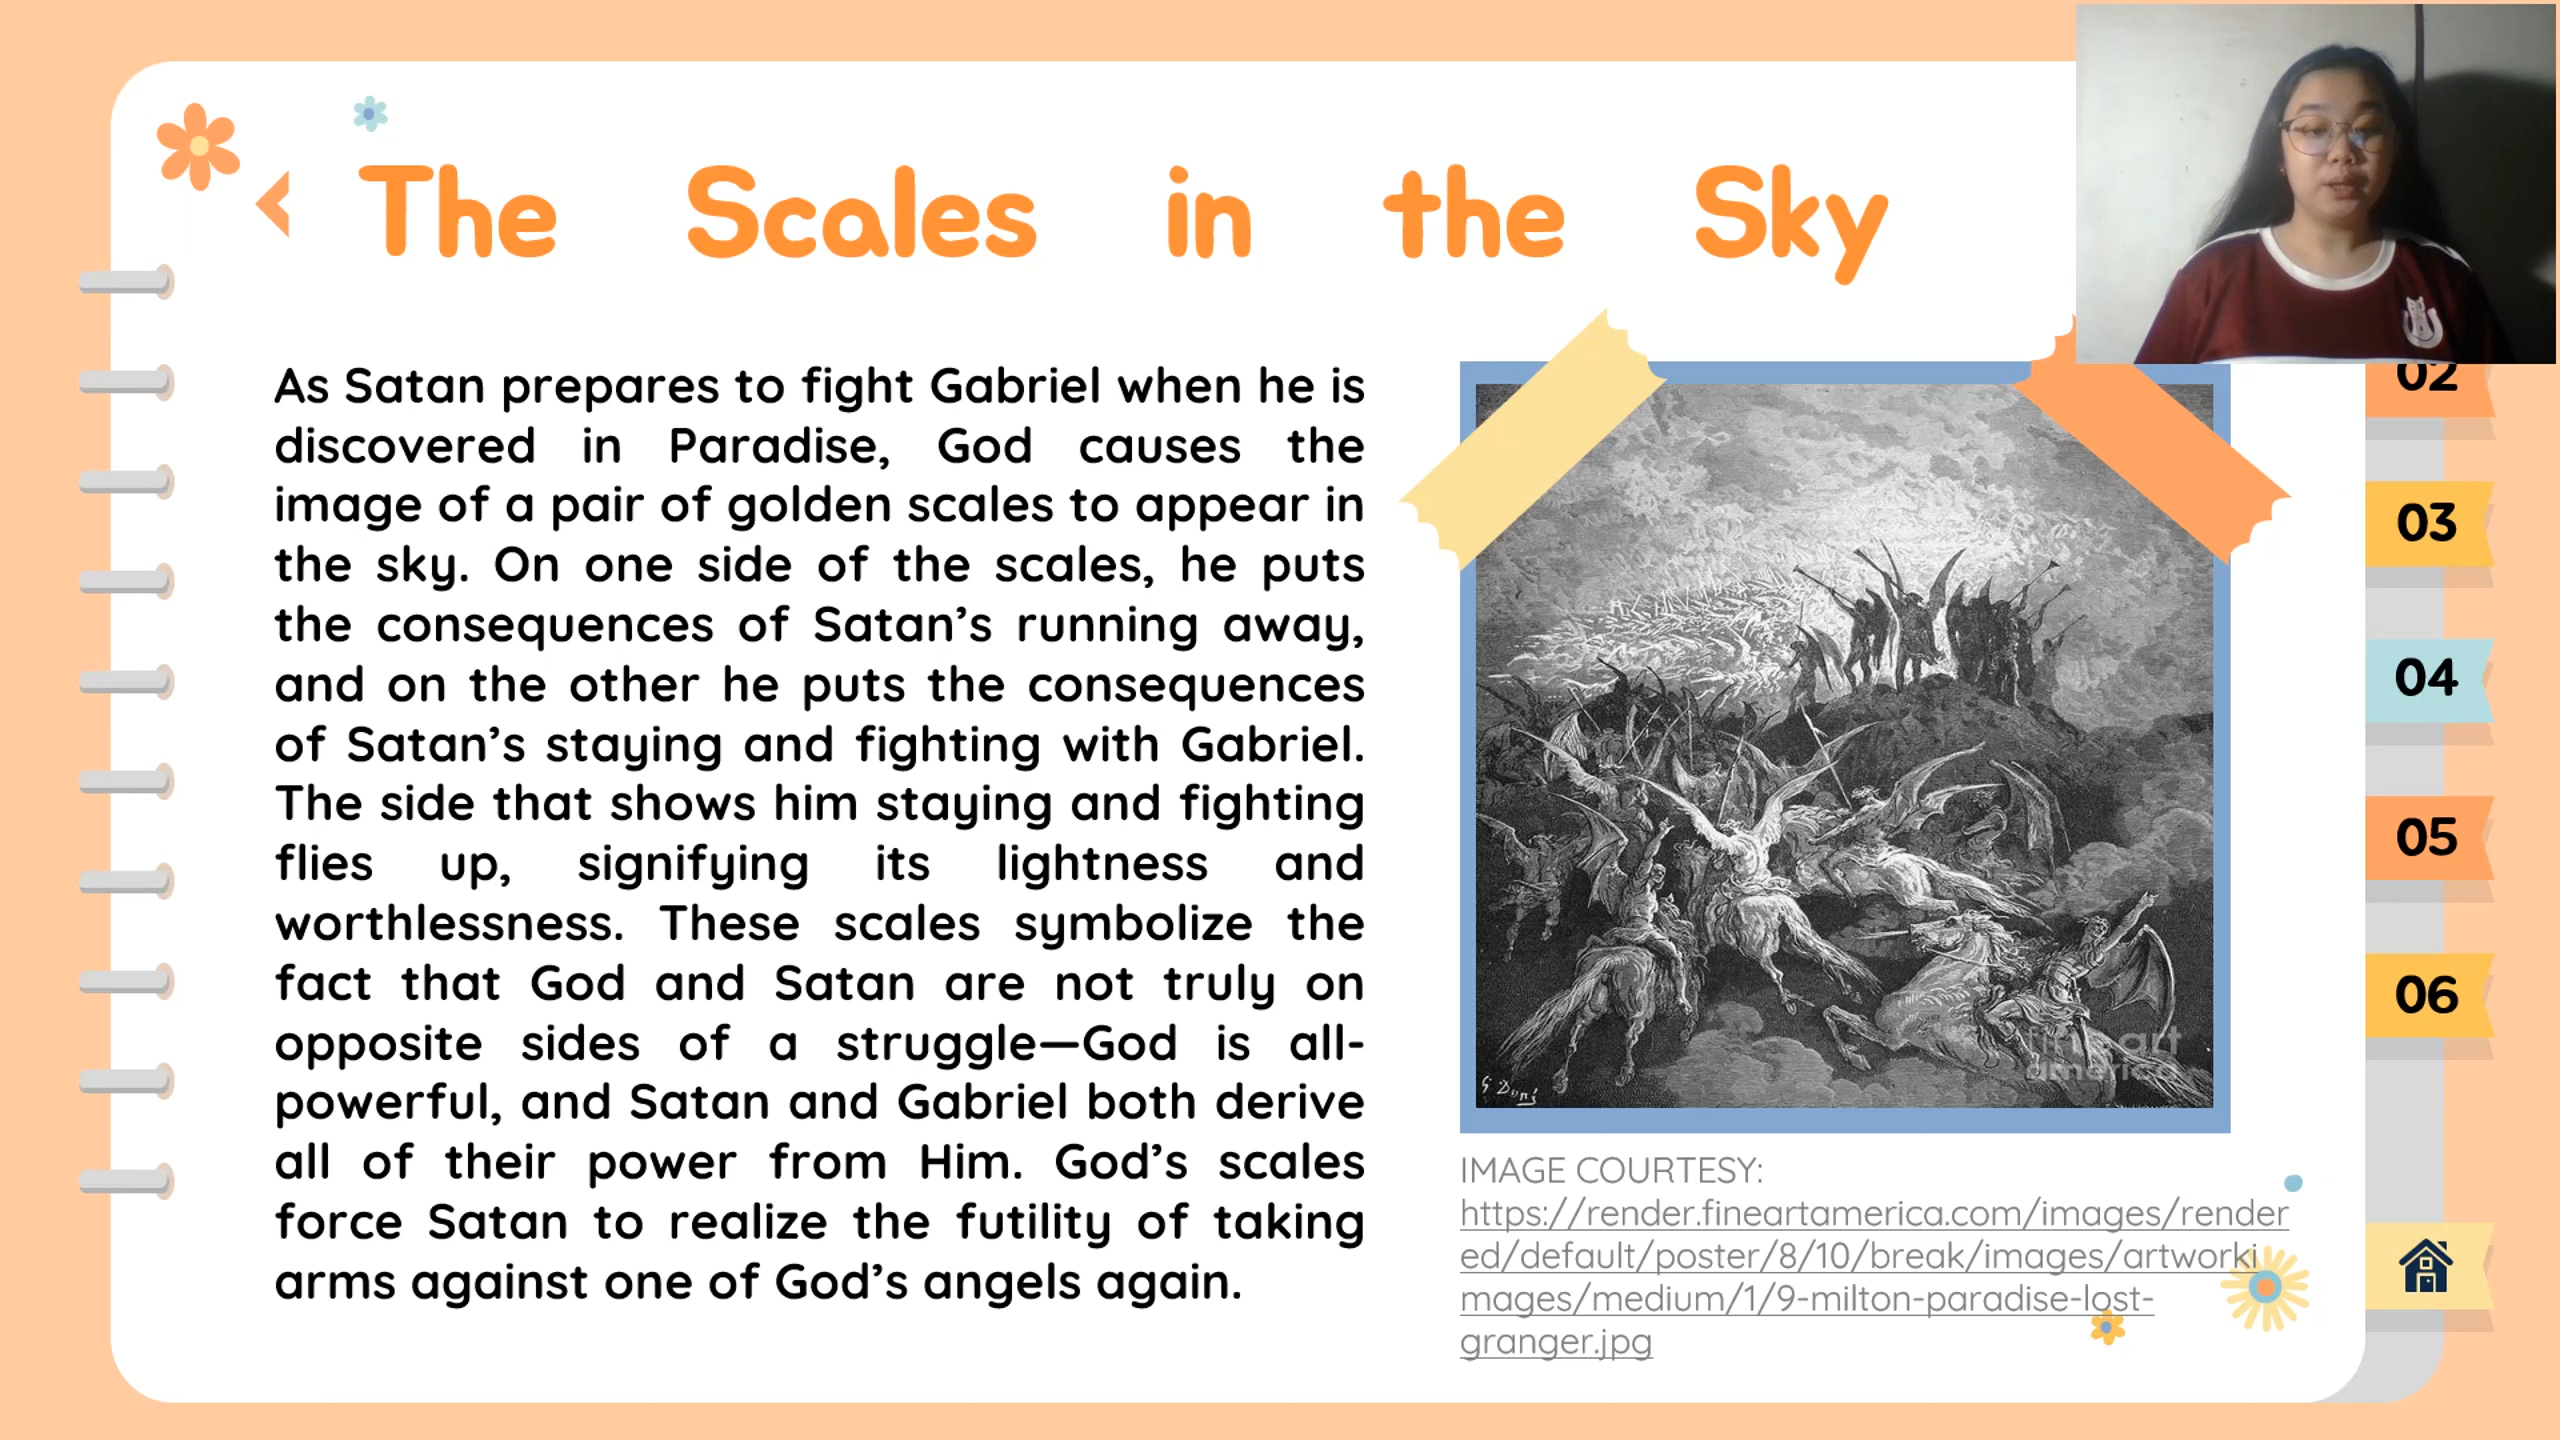 The Scales in the Sky
As Satan prepares to fight Gabriel when he is
discovered in Paradise, God causes the
image of a pair of golden scales to appear in
the sky. On one side of the scales, he puts
the consequences of Satan’s running away,
and on the other he puts the consequences
of Satan’s staying and fighting with Gabriel.
The side that shows him staying and fighting
flies up, signifying its lightness and
worthlessness. These scales symbolize the
fact that God and Satan are not truly on
opposite sides of a struggle—God is all-
powerful, and Satan and Gabriel both derive
all of their power from Him. God’s scales
force Satan to realize the futility of taking
arms against one of God’s angels again.
G Doré
fine art
america
IMAGE COURTESY:
https://render.fineartamerica.com/images/render
ed/default/poster/8/10/break/images/artworki
mages/medium/1/9-milton-paradise-lost-
granger.jpg
02
03
04
05
06